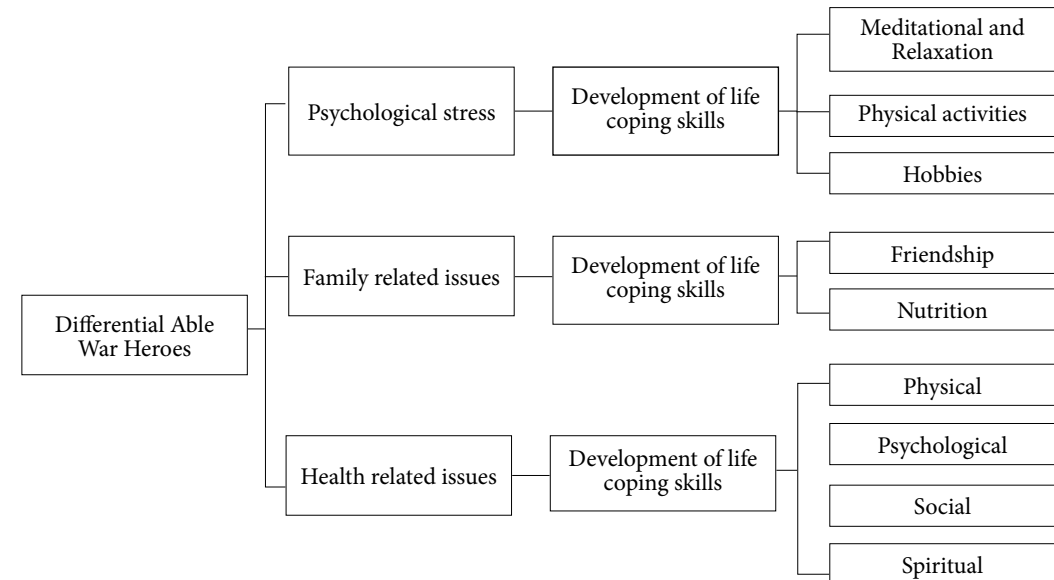 Differential Able
War Heroes
Psychological stress
Development of life
coping skills
Meditational and
Relaxation
Physical activities
Hobbies
Family related issues
Development of life
coping skills
Friendship
Nutrition
Health related issues
Development of life
coping skills
Physical
Psychological
Social
Spiritual